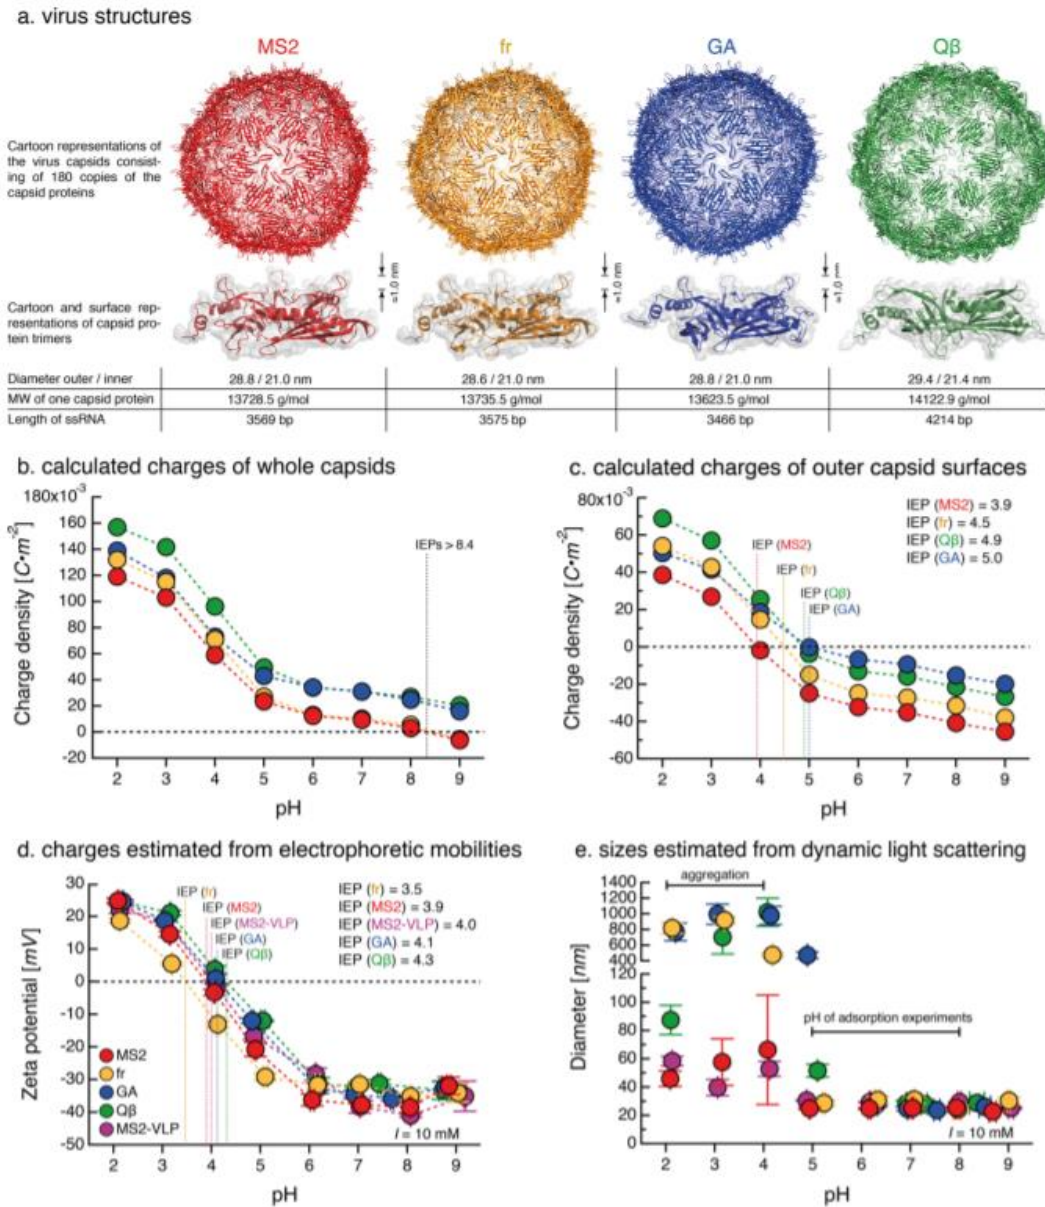 a. virus structures
MS2
fr
GA
Qβ
Cartoon representations of
the virus capsids consist-
ing of 180 copies of the
capsid proteins
≈1.0 nm
≈1.0 nm
≈1.0 nm
Cartoon and surface rep-
resentations of capsid pro-
tein trimers
Diameter outer / inner 28.8 / 21.0 nm 28.6 / 21.0 nm 28.8 / 21.0 nm 29.4 / 21.4 nm
MW of one capsid protein 13728.5 g/mol 13735.5 g/mol 13623.5 g/mol 14122.9 g/mol
Length of ssRNA 3569 bp 3575 bp 3466 bp 4214 bp
b. calculated charges of whole capsids
180x10⁻³
160
140
120
100
80
60
40
20
0
-20
Charge density [C•m⁻²]
IEPs > 8.4
2 3 4 5 6 7 8 9
pH
c. calculated charges of outer capsid surfaces
80x10⁻³
60
40
20
0
-20
-40
-60
Charge density [C•m⁻²]
IEP (MS2) = 3.9
IEP (fr) = 4.5
IEP (Qβ) = 4.9
IEP (GA) = 5.0
IEP (MS2)
IEP (fr)
IEP (Qβ)
IEP (GA)
2 3 4 5 6 7 8 9
pH
d. charges estimated from electrophoretic mobilities
30
20
10
0
-10
-20
-30
-40
-50
Zeta potential [mV]
IEP (fr)
IEP (MS2)
IEP (MS2-VLP)
IEP (GA)
IEP (Qβ)
IEP (fr) = 3.5
IEP (MS2) = 3.9
IEP (MS2-VLP) = 4.0
IEP (GA) = 4.1
IEP (Qβ) = 4.3
MS2
fr
GA
Qβ
MS2-VLP
I = 10 mM
2 3 4 5 6 7 8 9
pH
e. sizes estimated from dynamic light scattering
1400
1200
1000
800
600
400
120
100
80
60
40
20
0
Diameter [nm]
aggregation
pH of adsorption experiments
I = 10 mM
2 3 4 5 6 7 8 9
pH